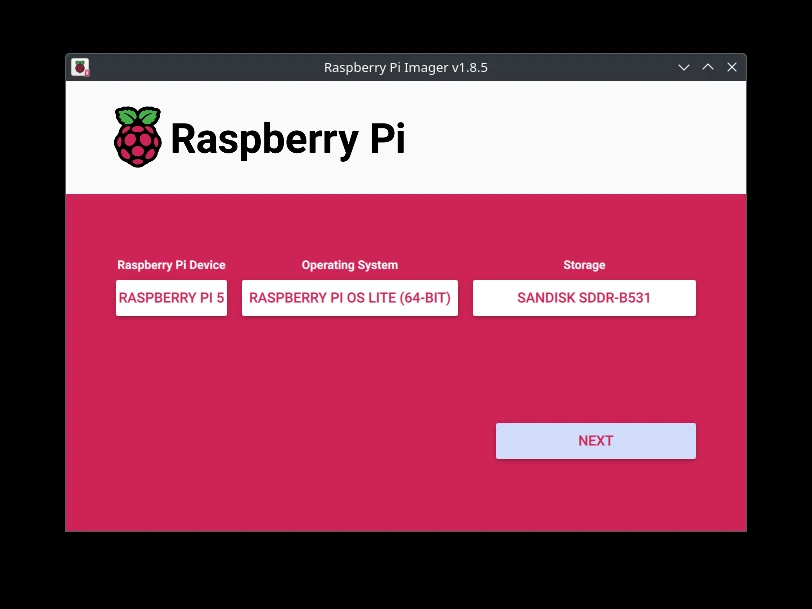 Raspberry Pi Imager v1.8.5
Raspberry Pi
Raspberry Pi Device
Operating System
Storage
RASPBERRY PI 5
RASPBERRY PI OS LITE (64-BIT)
SANDISK SDDR-B531
NEXT